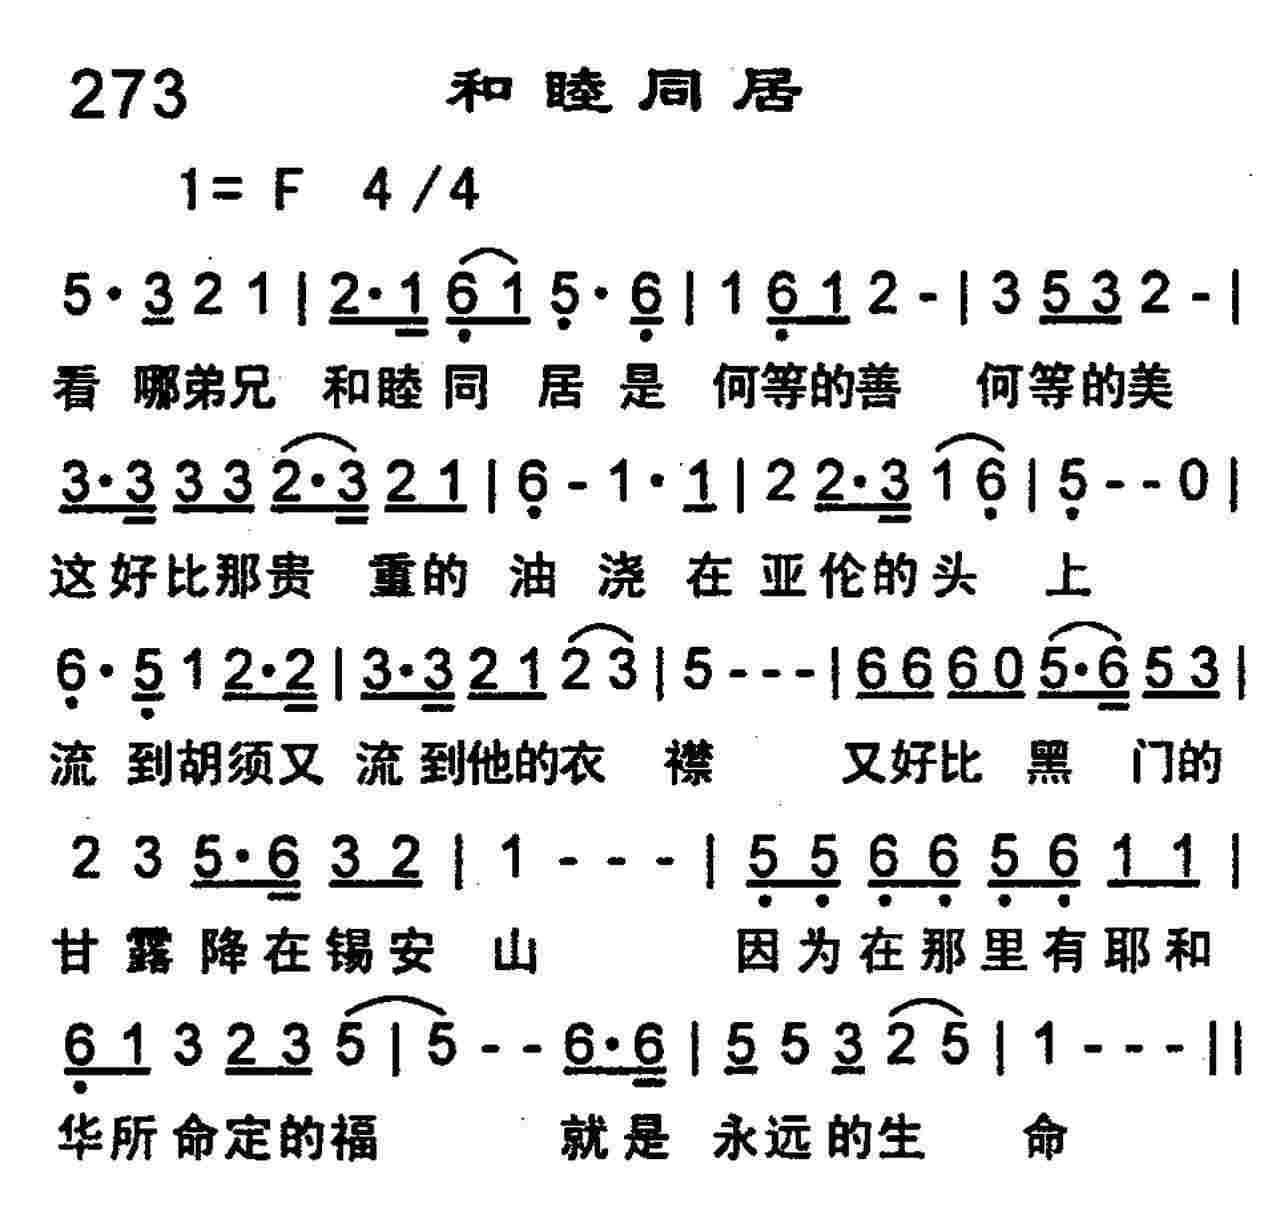 273 和睦同居
1= F 4/4
5·3 2 1 | 2·1 6 1 5·6 | 1 6 1 2 - | 3 5 3 2 - |
看哪弟兄和睦同居是何等的善何等的美
3·3 3 3 2·3 2 1 | 6 - 1·1 | 2 2·3 1 6 | 5 - - 0 |
这好比那贵重的油浇在亚伦的头上
6·5 1 2·2 | 3·3 2 1 2 3 | 5 - - - | 6 6 6 0 5·6 5 3 |
流到胡须又流到他的衣襟又好比黑门的
2 3 5·6 3 2 | 1 - - - | 5 5 6 6 5 6 1 1 |
甘露降在锡安山因为在那里有耶和
6 1 3 2 3 5 | 5 - - 6·6 | 5 5 3 2 5 | 1 - - - ||
华所命定的福就是永远的生命